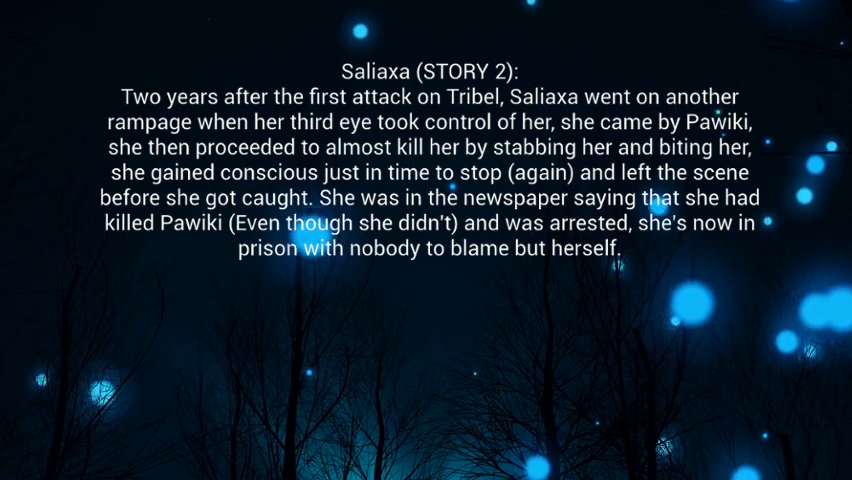 Saliaxa (STORY 2):
Two years after the first attack on Tribel, Saliaxa went on another
rampage when her third eye took control of her, she came by Pawiki,
she then proceeded to almost kill her by stabbing her and biting her,
she gained conscious just in time to stop (again) and left the scene
before she got caught. She was in the newspaper saying that she had
killed Pawiki (Even though she didn't) and was arrested, she's now in
prison with nobody to blame but herself.